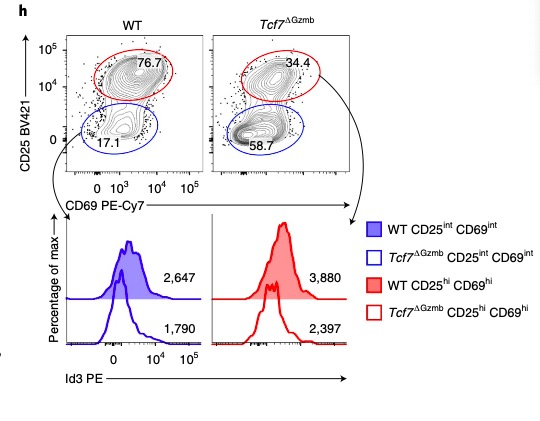 h
WT
Tcf7ΔGzmb
CD25 BV421
10⁵
10⁴
0
76.7
17.1
34.4
58.7
0 10³ 10⁴ 10⁵
CD69 PE-Cy7
Percentage of max
2,647
1,790
3,880
2,397
0 10⁴ 10⁵
Id3 PE
WT CD25ⁱⁿᵗ CD69ⁱⁿᵗ
Tcf7ΔGzmb CD25ⁱⁿᵗ CD69ⁱⁿᵗ
WT CD25ʰⁱ CD69ʰⁱ
Tcf7ΔGzmb CD25ʰⁱ CD69ʰⁱ